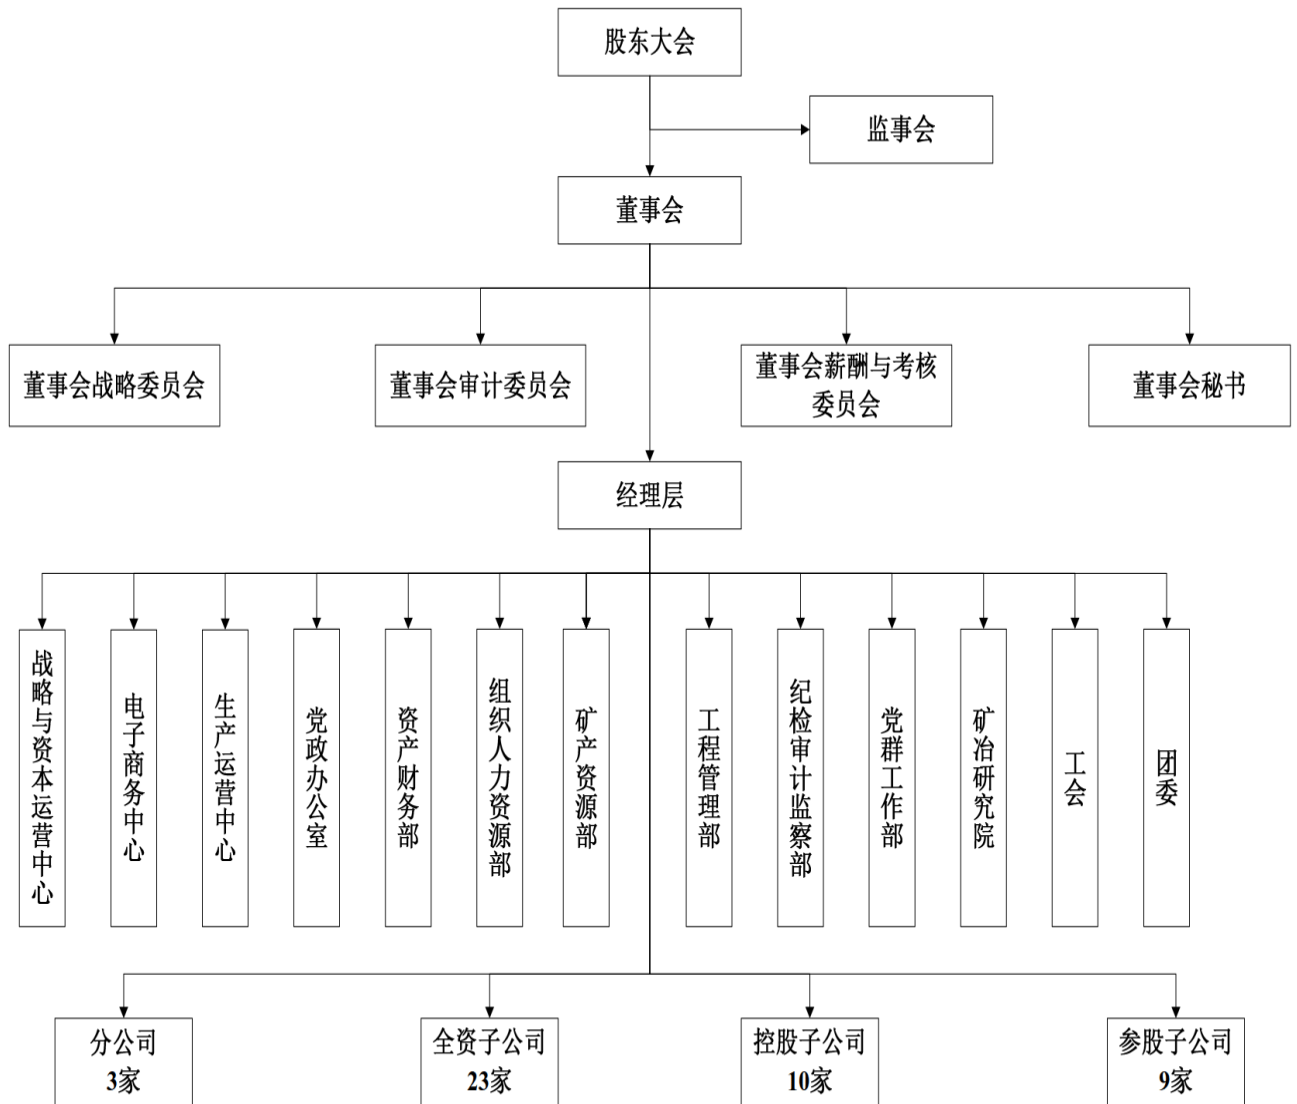 股东大会
监事会
董事会
董事会战略委员会
董事会审计委员会
董事会薪酬与考核
委员会
董事会秘书
经理层
战略与资本运营中心
电子商务中心
生产运营中心
党政办公室
资产财务部
组织人力资源部
矿产资源部
工程管理部
纪检审计监察部
党群工作部
矿冶研究院
工会
团委
分公司
3家
全资子公司
23家
控股子公司
10家
参股子公司
9家